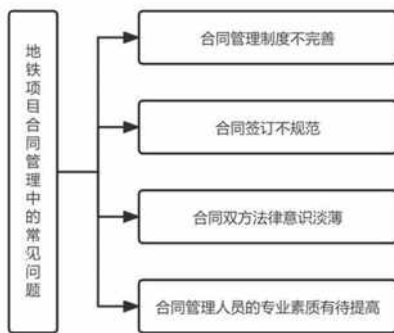 地铁项目合同管理中的常见问题
合同管理制度不完善
合同签订不规范
合同双方法律意识淡薄
合同管理人员的专业素质有待提高